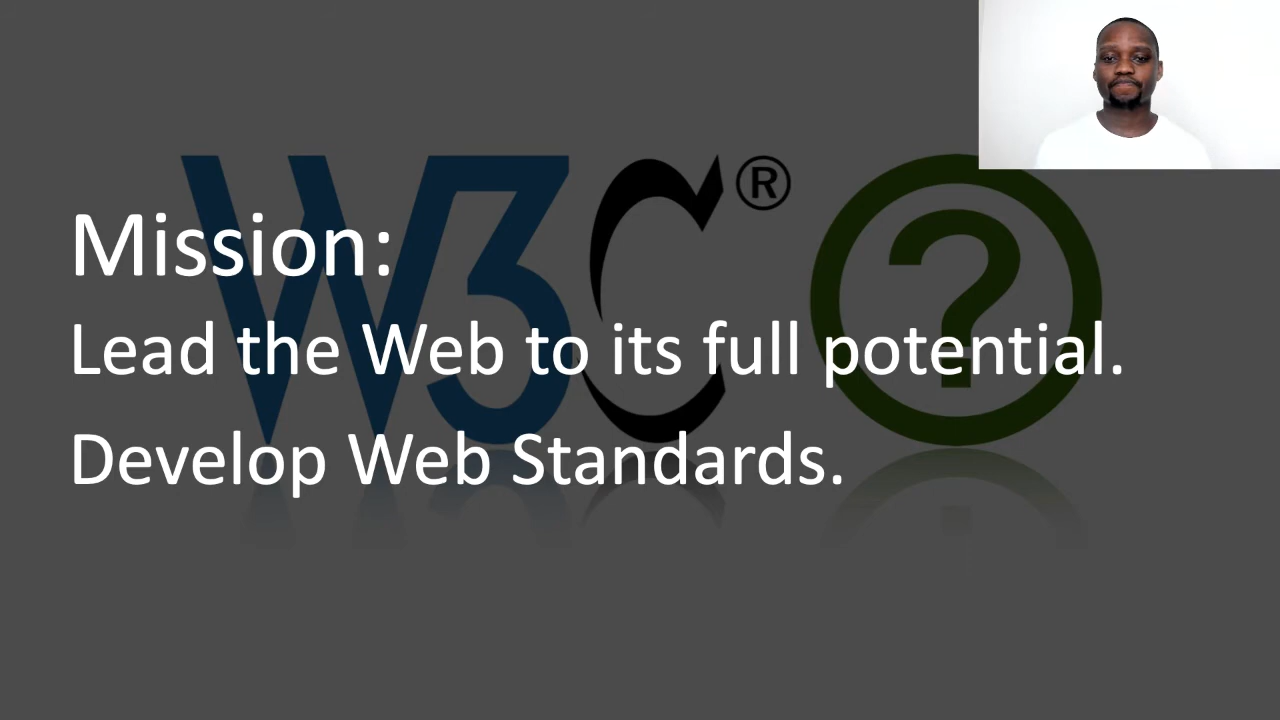 W3C® ?
Mission:
Lead the Web to its full potential.
Develop Web Standards.